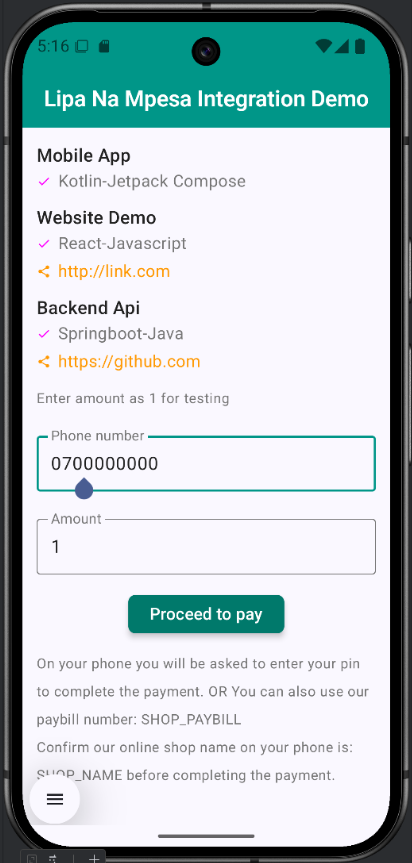 5:16
Lipa Na Mpesa Integration Demo
Mobile App
Kotlin-Jetpack Compose
Website Demo
React-Javascript
http://link.com
Backend Api
Springboot-Java
https://github.com
Enter amount as 1 for testing
Phone number
0700000000
Amount
1
Proceed to pay
On your phone you will be asked to enter your pin
to complete the payment. OR You can also use our
paybill number: SHOP_PAYBILL
Confirm our online shop name on your phone is:
SHOP_NAME before completing the payment.